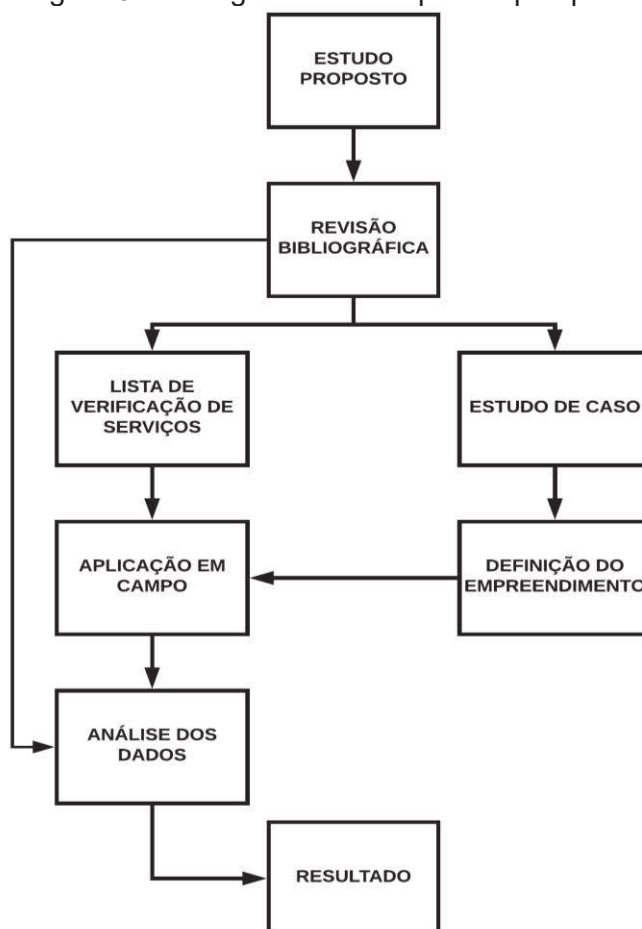 ESTUDO
PROPOSTO
REVISÃO
BIBLIOGRÁFICA
LISTA DE
VERIFICAÇÃO DE
SERVIÇOS
ESTUDO DE CASO
APLICAÇÃO EM
CAMPO
DEFINIÇÃO DO
EMPREENDIMENTO
ANÁLISE DOS
DADOS
RESULTADO